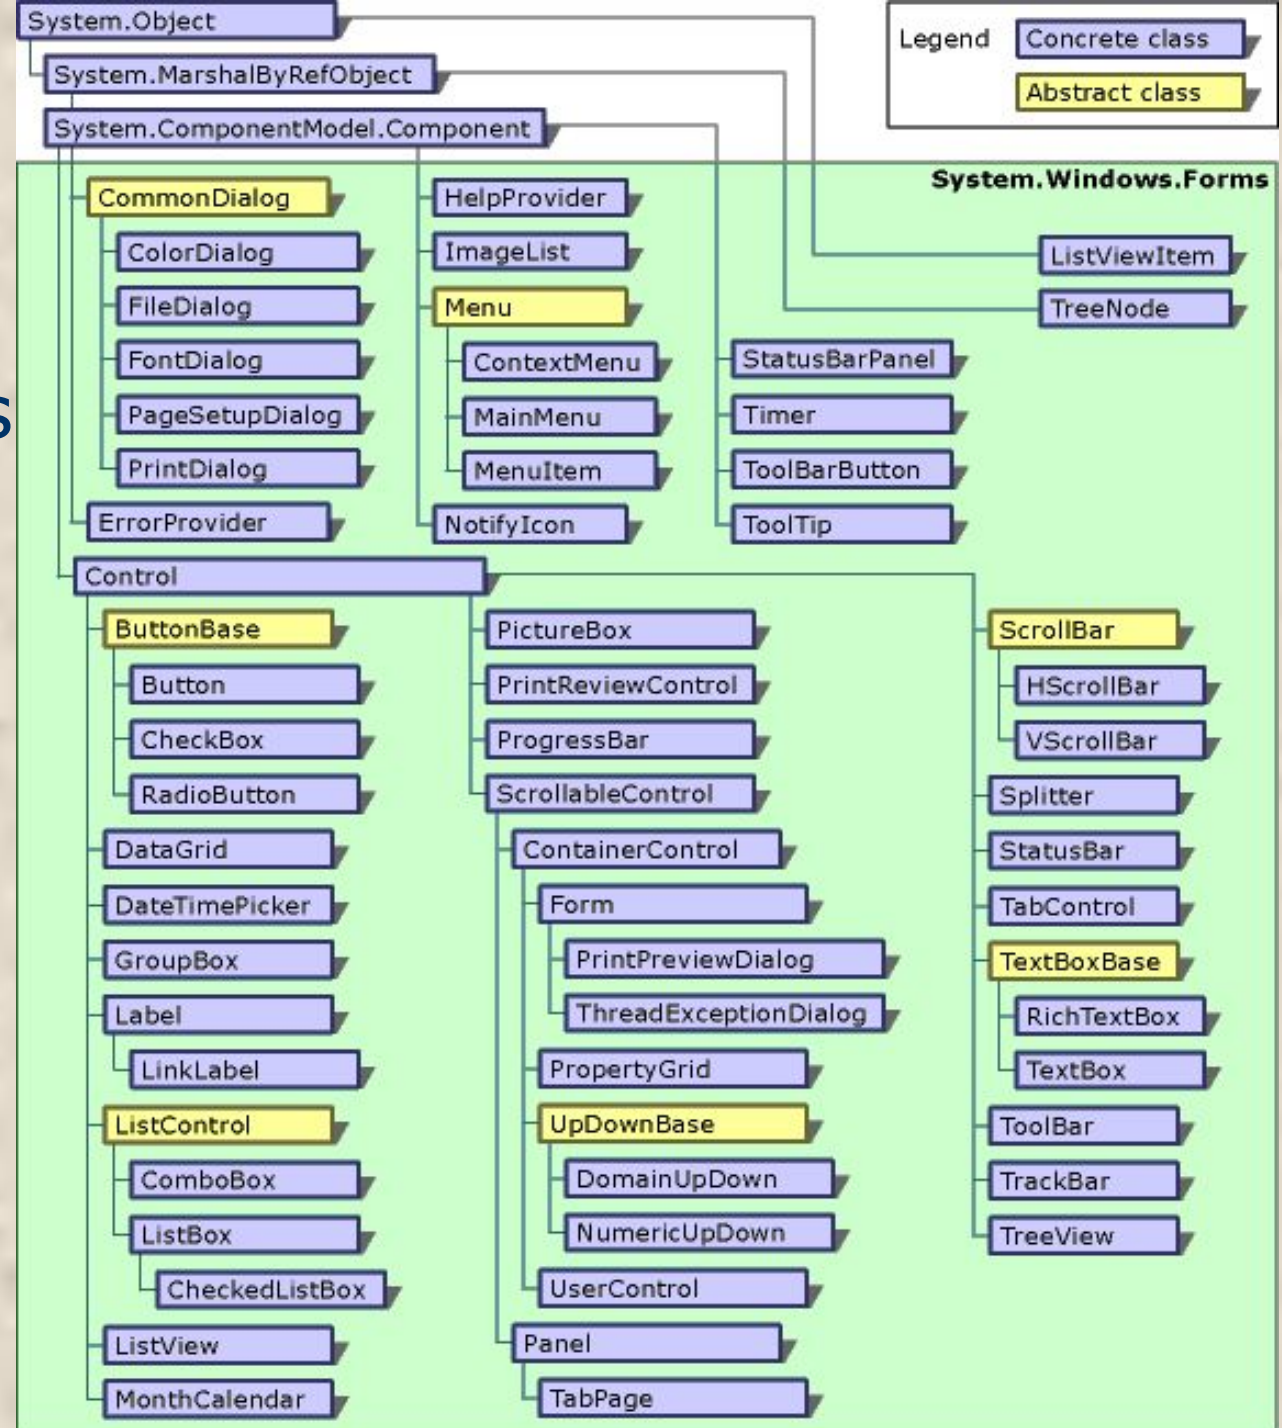 System.Object
Legend
Concrete class
Abstract class
System.MarshalByRefObject
System.ComponentModel.Component
System.Windows.Forms
CommonDialog
ColorDialog
FileDialog
FontDialog
PageSetupDialog
PrintDialog
ErrorProvider
HelpProvider
ImageList
Menu
ContextMenu
MainMenu
MenuItem
NotifyIcon
StatusBarPanel
Timer
ToolBarButton
ToolTip
ListViewItem
TreeNode
s
Control
ButtonBase
Button
CheckBox
RadioButton
DataGrid
DateTimePicker
GroupBox
Label
LinkLabel
ListControl
ComboBox
ListBox
CheckedListBox
ListView
MonthCalendar
PictureBox
PrintReviewControl
ProgressBar
ScrollableControl
ContainerControl
Form
PrintPreviewDialog
ThreadExceptionDialog
PropertyGrid
UpDownBase
DomainUpDown
NumericUpDown
UserControl
Panel
TabPage
ScrollBar
HScrollBar
VScrollBar
Splitter
StatusBar
TabControl
TextBoxBase
RichTextBox
TextBox
ToolBar
TrackBar
TreeView